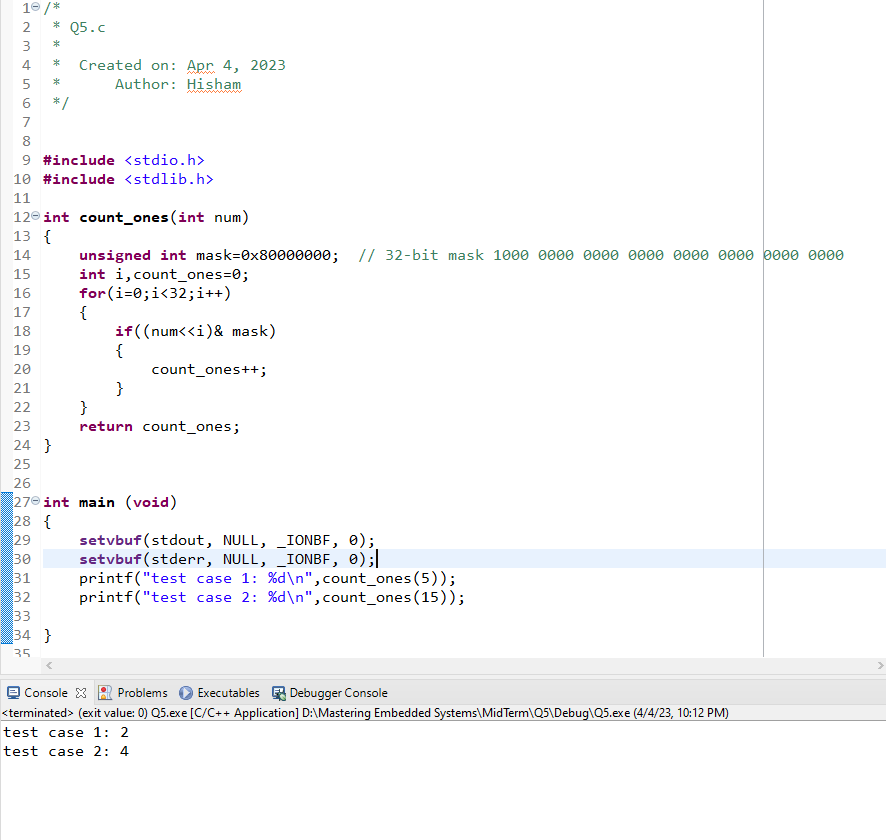 1 /*
2  * Q5.c
3  *
4  *  Created on: Apr 4, 2023
5  *      Author: Hisham
6  */
7
8
9 #include <stdio.h>
10 #include <stdlib.h>
11
12 int count_ones(int num)
13 {
14     unsigned int mask=0x80000000;  // 32-bit mask 1000 0000 0000 0000 0000 0000 0000 0000
15     int i,count_ones=0;
16     for(i=0;i<32;i++)
17     {
18         if((num<<i)& mask)
19         {
20             count_ones++;
21         }
22     }
23     return count_ones;
24 }
25
26
27 int main (void)
28 {
29     setvbuf(stdout, NULL, _IONBF, 0);
30     setvbuf(stderr, NULL, _IONBF, 0);
31     printf("test case 1: %d\n",count_ones(5));
32     printf("test case 2: %d\n",count_ones(15));
33
34 }
35
Console Problems Executables Debugger Console
<terminated> (exit value: 0) Q5.exe [C/C++ Application] D:\Mastering Embedded Systems\MidTerm\Q5\Debug\Q5.exe (4/4/23, 10:12 PM)
test case 1: 2
test case 2: 4